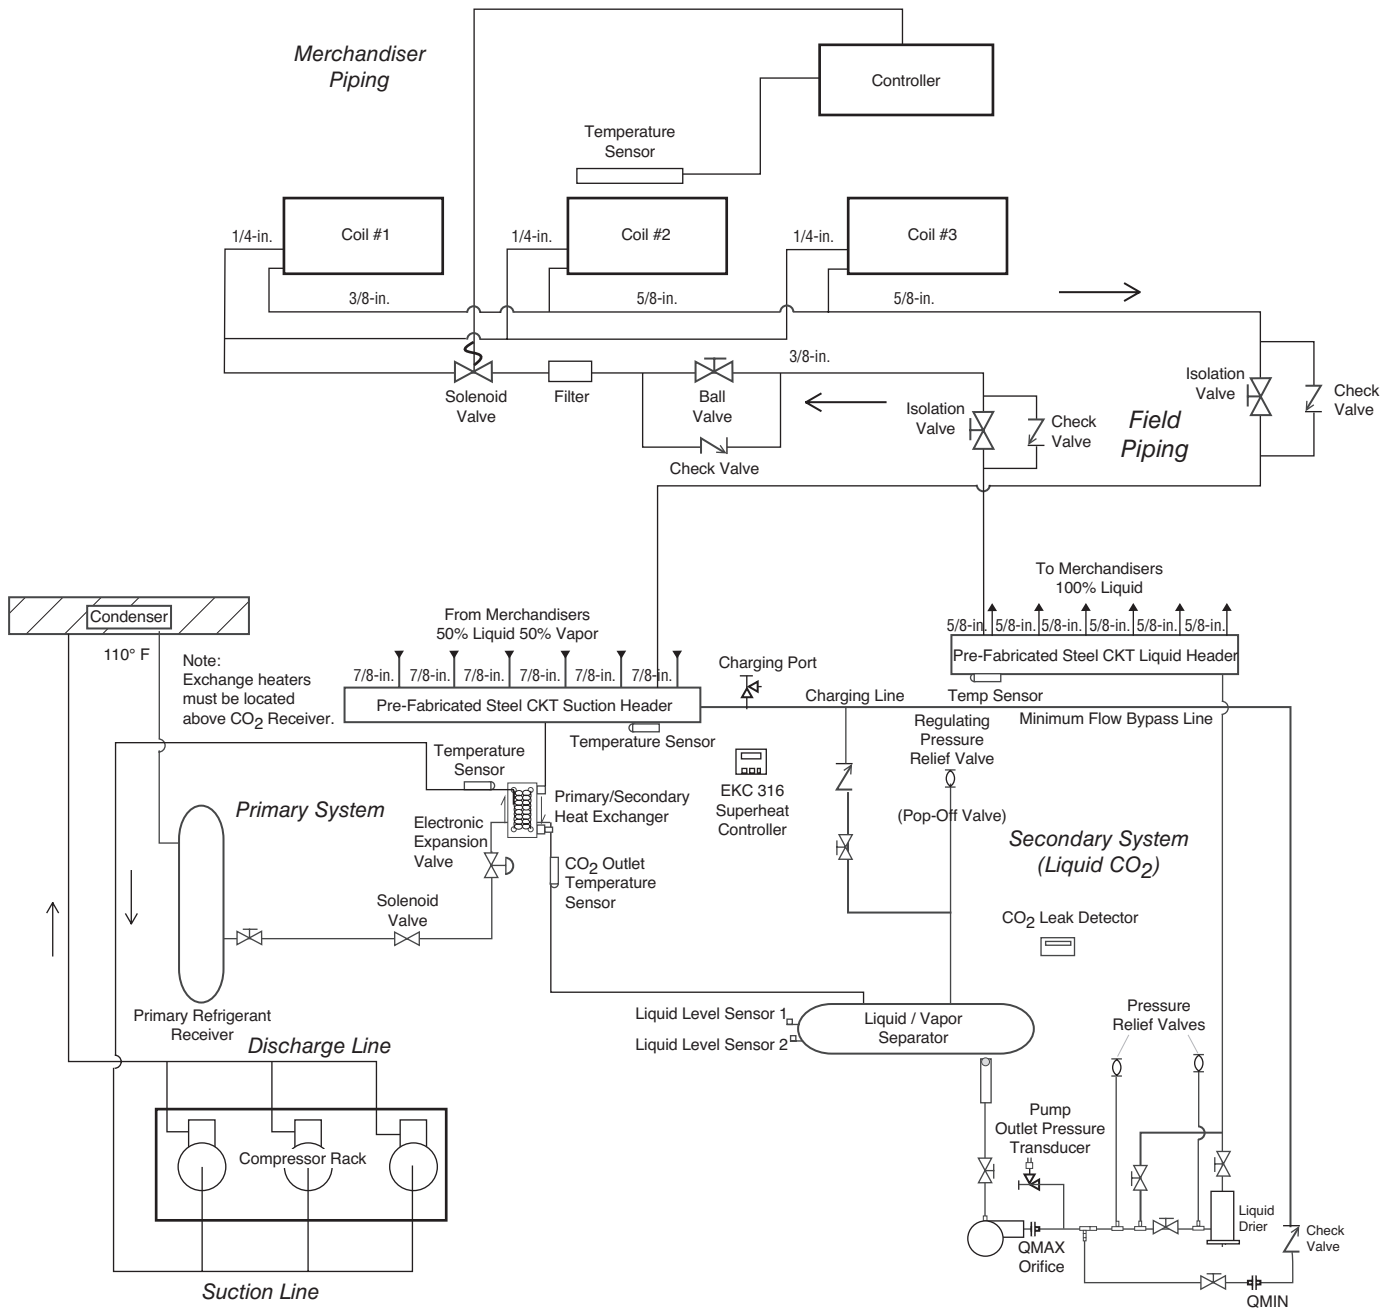 Merchandiser
Piping
Controller
Temperature
Sensor
Coil #1
Coil #2
Coil #3
1/4-in.
1/4-in.
1/4-in.
3/8-in.
5/8-in.
5/8-in.
3/8-in.
Solenoid
Valve
Filter
Ball
Valve
Check Valve
Isolation
Valve
Check
Valve
Field
Piping
Isolation
Valve
Check
Valve
To Merchandisers
100% Liquid
5/8-in.
5/8-in.
5/8-in.
5/8-in.
5/8-in.
5/8-in.
Pre-Fabricated Steel CKT Liquid Header
Temp Sensor
Minimum Flow Bypass Line
Condenser
110° F
Note:
Exchange heaters
must be located
above CO2 Receiver.
From Merchandisers
50% Liquid 50% Vapor
7/8-in.
7/8-in.
7/8-in.
7/8-in.
7/8-in.
7/8-in.
Pre-Fabricated Steel CKT Suction Header
Temperature Sensor
Charging Port
Charging Line
Regulating
Pressure
Relief Valve
(Pop-Off Valve)
EKC 316
Superheat
Controller
Temperature
Sensor
Primary/Secondary
Heat Exchanger
Primary System
Electronic
Expansion
Valve
CO2 Outlet
Temperature
Sensor
Solenoid
Valve
Secondary System
(Liquid CO2)
CO2 Leak Detector
Primary Refrigerant
Receiver
Liquid Level Sensor 1
Liquid Level Sensor 2
Liquid / Vapor
Separator
Pressure
Relief Valves
Discharge Line
Compressor Rack
Suction Line
Pump
Outlet Pressure
Transducer
QMAX
Orifice
Liquid
Drier
Check
Valve
QMIN